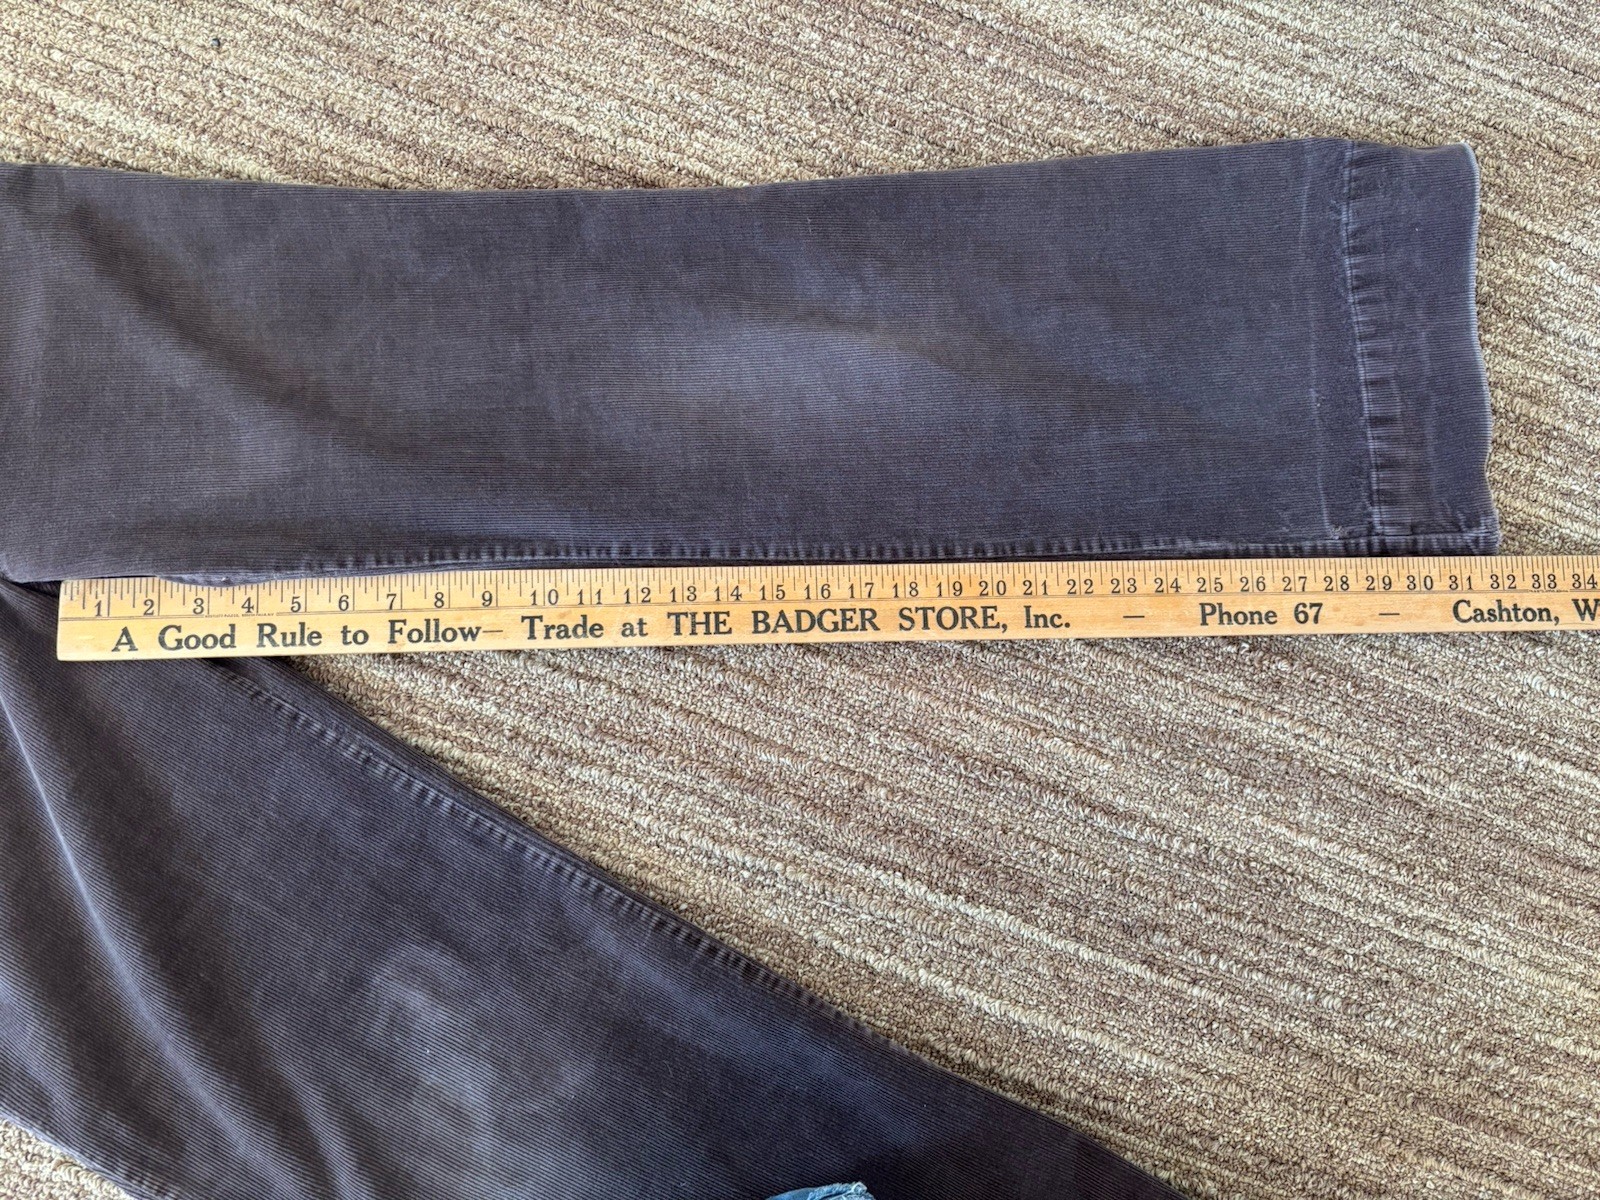 1 2 3 4 5 6 7 8 9 10 11 12 13 14 15 16 17 18 19 20 21 22 23 24 25 26 27 28 29 30 31 32 33 34
A Good Rule to Follow— Trade at THE BADGER STORE, Inc. — Phone 67 — Cashton, W